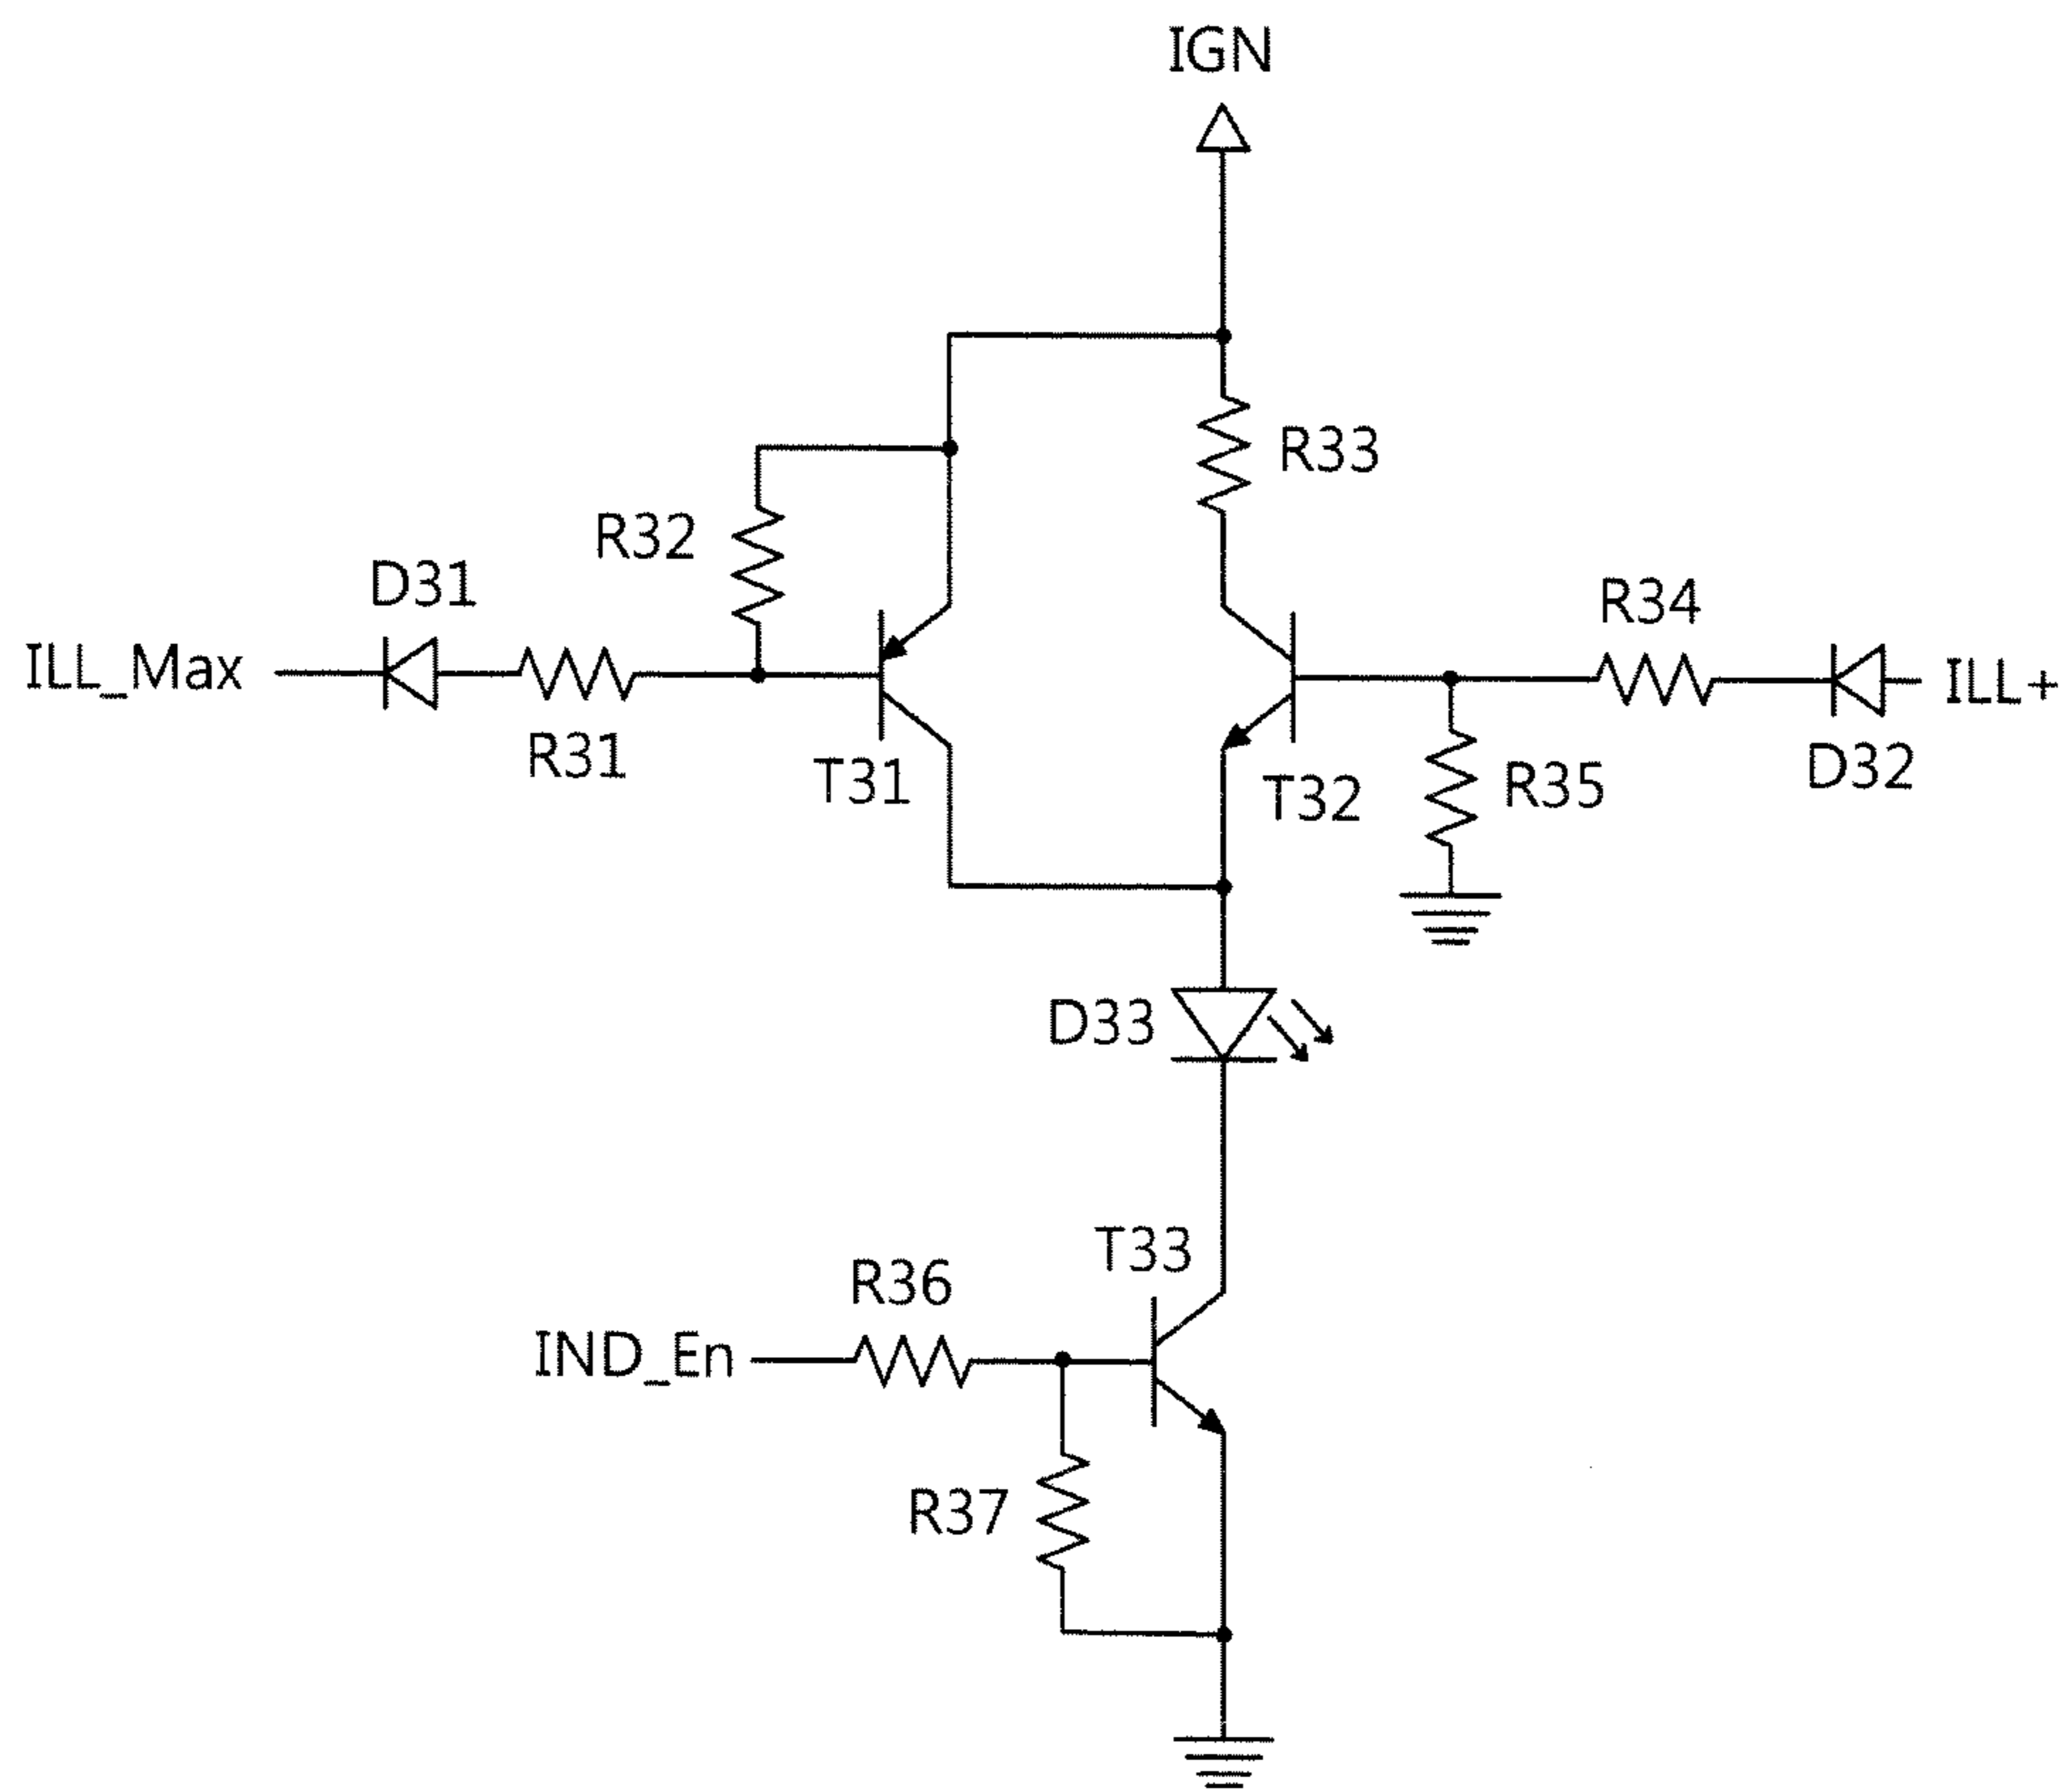 IGN
R33
R32
D31
R34
ILL_Max
ILL+
R31
T31
T32
R35
D32
D33
T33
R36
IND_En
R37